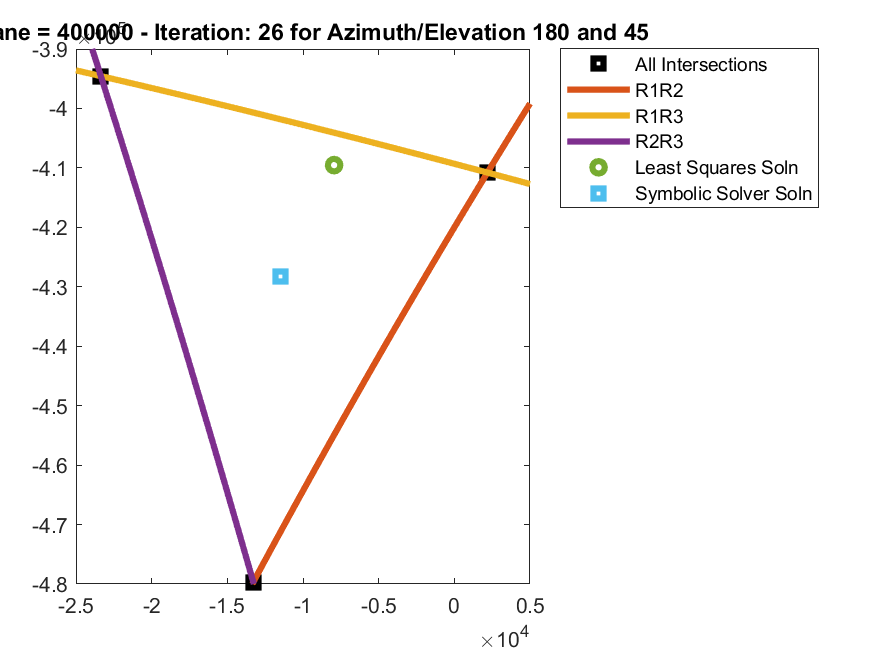 ane = 400000 - Iteration: 26 for Azimuth/Elevation 180 and 45
×10⁵
-3.9
-4
-4.1
-4.2
-4.3
-4.4
-4.5
-4.6
-4.7
-4.8
-2.5 -2 -1.5 -1 -0.5 0 0.5
×10⁴
All Intersections
R1R2
R1R3
R2R3
Least Squares Soln
Symbolic Solver Soln